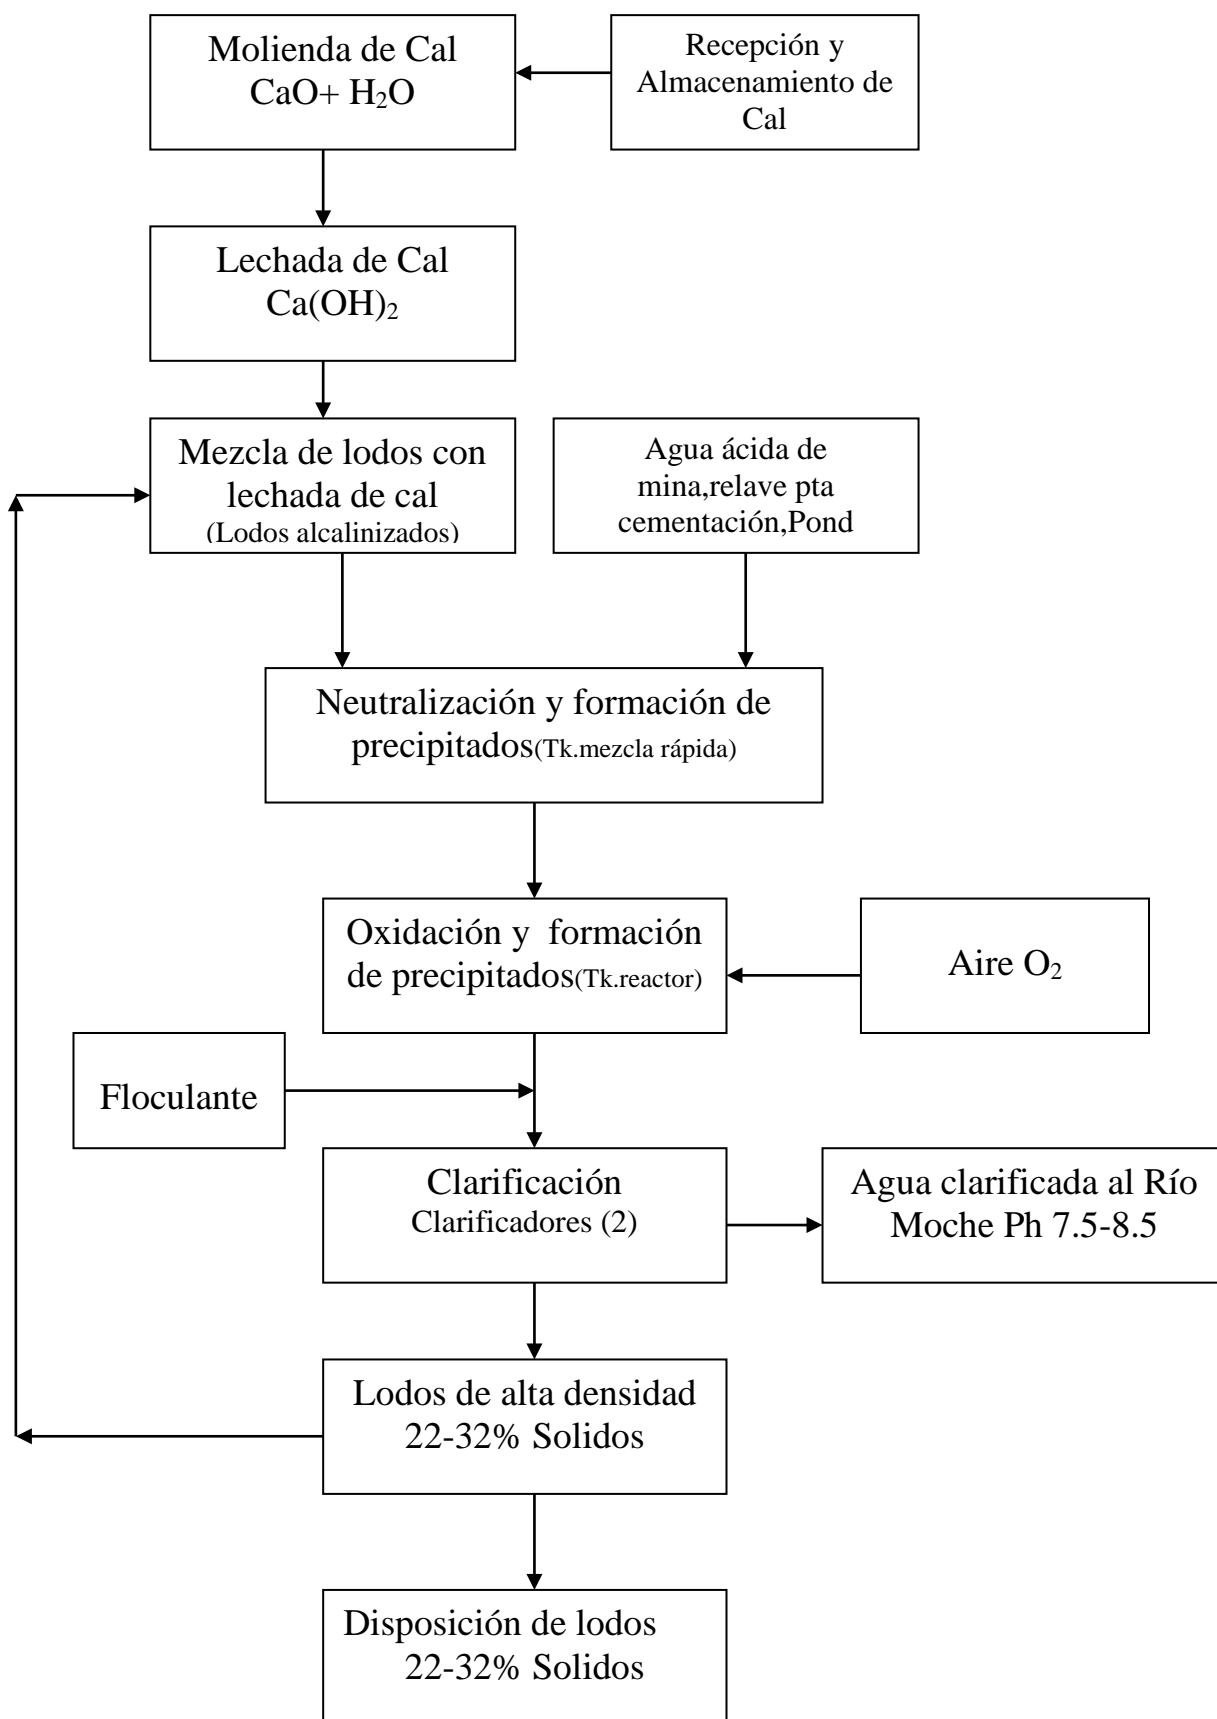 Molienda de Cal
CaO+ H₂O
Recepción y
Almacenamiento de
Cal
Lechada de Cal
Ca(OH)₂
Mezcla de lodos con
lechada de cal
(Lodos alcalinizados)
Agua ácida de
mina,relave pta
cementación,Pond
Neutralización y formación de
precipitados(Tk.mezcla rápida)
Oxidación y formación
de precipitados(Tk.reactor)
Aire O₂
Floculante
Clarificación
Clarificadores (2)
Agua clarificada al Río
Moche Ph 7.5-8.5
Lodos de alta densidad
22-32% Solidos
Disposición de lodos
22-32% Solidos